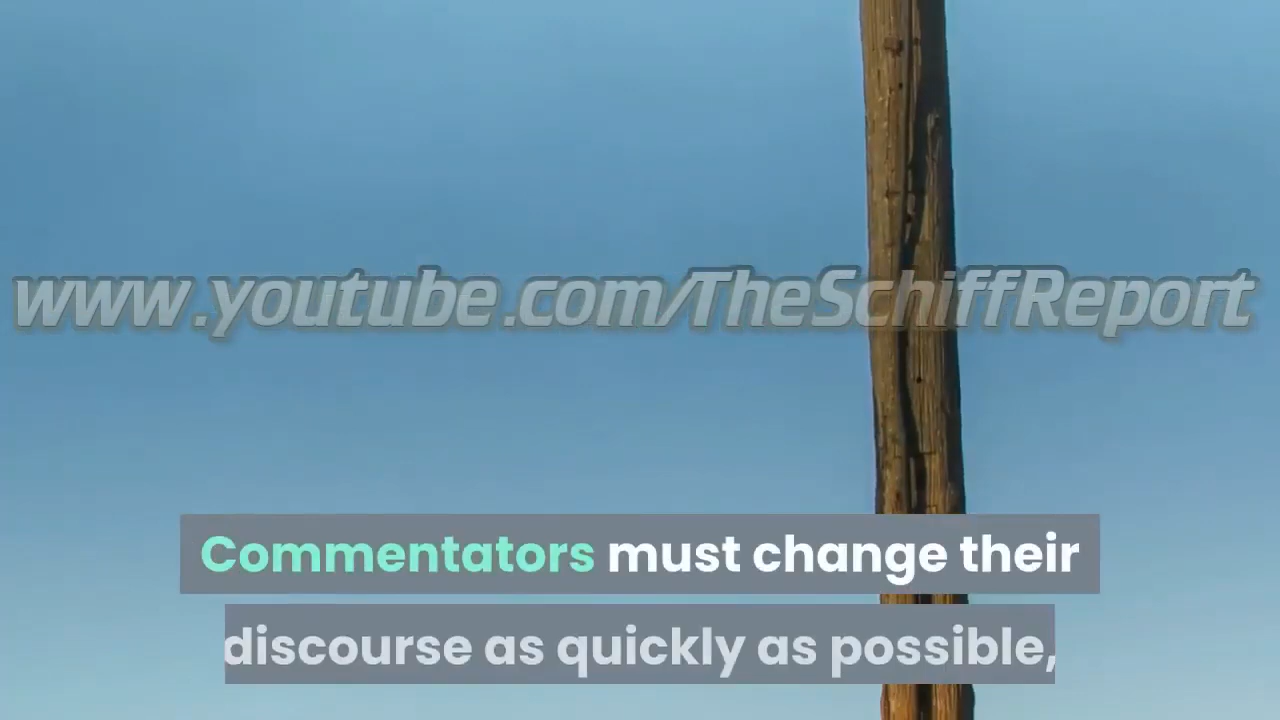 www.youtube.com/TheSchiffReport
Commentators must change their
discourse as quickly as possible,